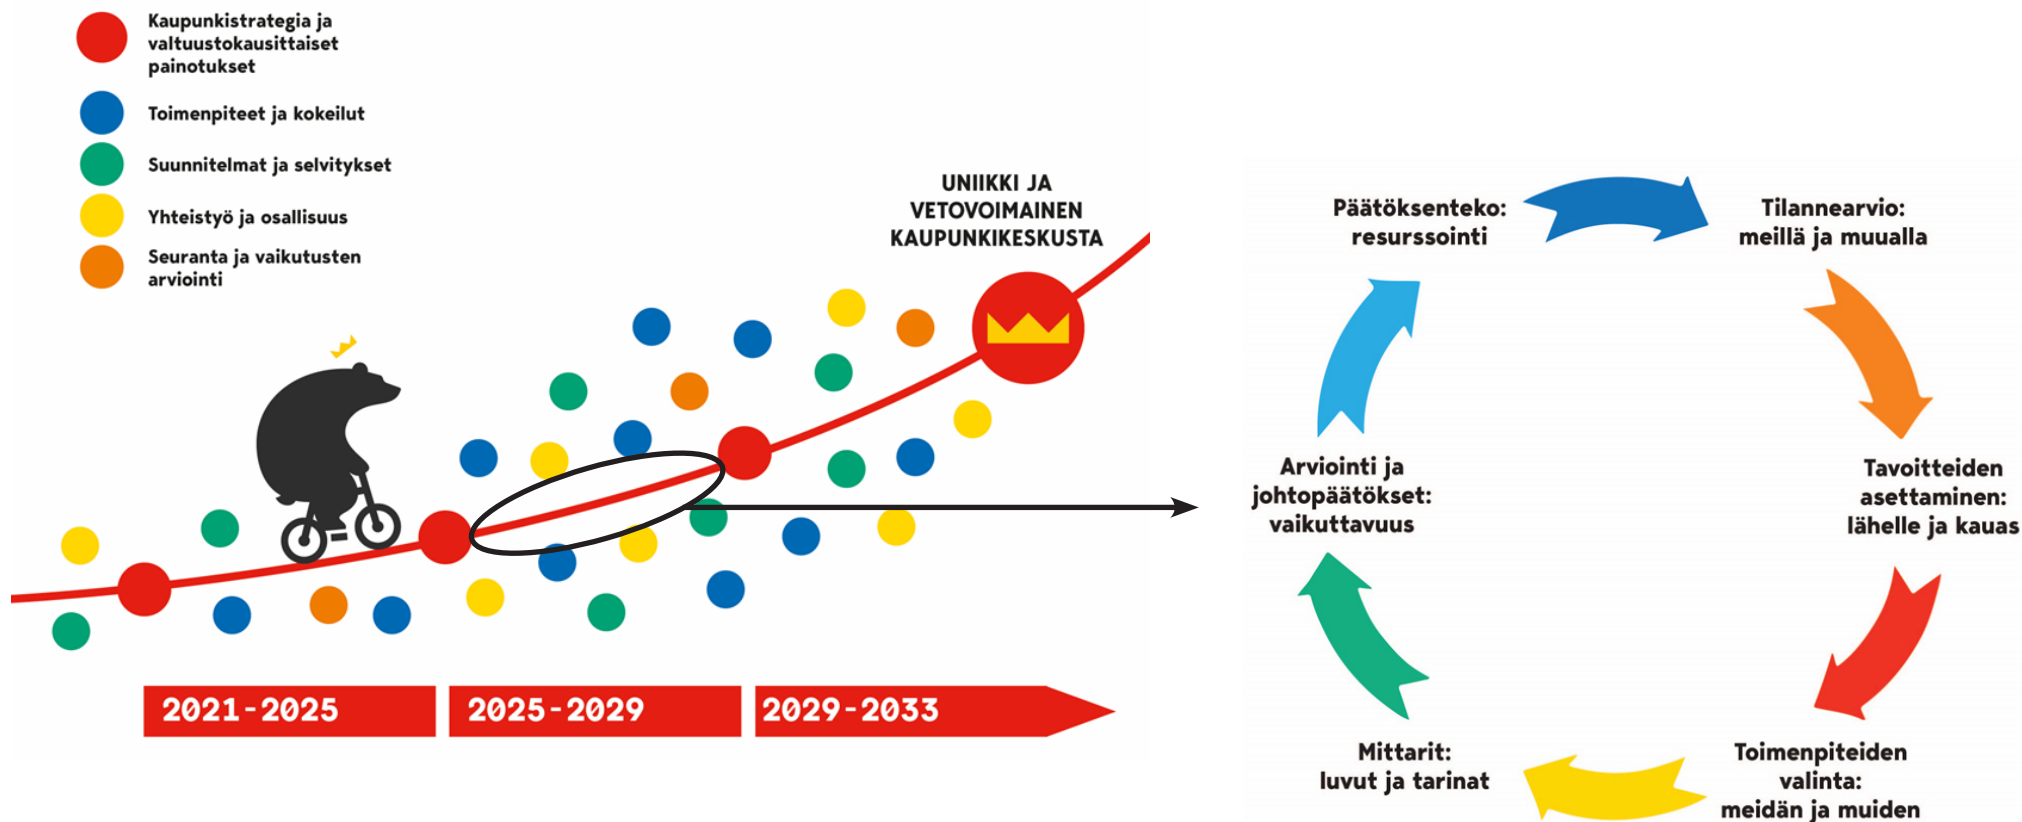 Kaupunkistrategia ja
valtuustokausittaiset
painotukset
Toimenpiteet ja kokeilut
Suunnitelmat ja selvitykset
Yhteistyö ja osallisuus
Seuranta ja vaikutusten
arviointi
UNIIKKI JA
VETOVOIMAINEN
KAUPUNKIKESKUSTA
2021-2025
2025-2029
2029-2033
Päätöksenteko:
resurssointi
Tilannearvio:
meillä ja muualla
Tavoitteiden
asettaminen:
lähelle ja kauas
Toimenpiteiden
valinta:
meidän ja muiden
Mittarit:
luvut ja tarinat
Arviointi ja
johtopäätökset:
vaikuttavuus